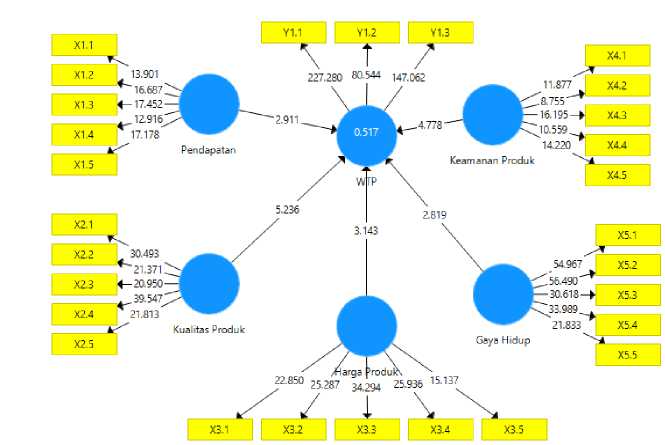 Y1.1 Y1.2 Y1.3
X1.1
X1.2
X1.3
X1.4
X1.5
13.901
16.687
17.452
12.916
17.178
Pendapatan
2.911
227.280 80.544 147.062
0.517
WTP
4.778
X4.1
X4.2
X4.3
X4.4
X4.5
11.877
8.755
16.195
10.559
14.220
Keamanan Produk
X2.1
X2.2
X2.3
X2.4
X2.5
30.493
21.371
20.950
39.547
21.813
Kualitas Produk
5.236
3.143
2.819
X5.1
X5.2
X5.3
X5.4
X5.5
54.967
56.490
30.618
33.989
21.833
Gaya Hidup
Harga Produk
22.850 25.287 34.294 25.936 15.137
X3.1 X3.2 X3.3 X3.4 X3.5